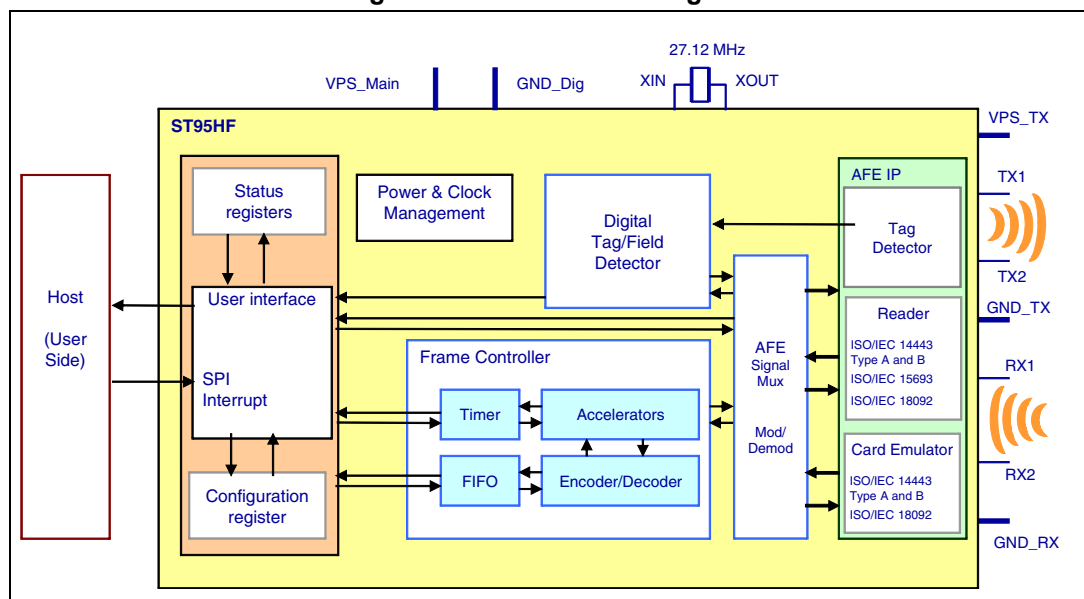 27.12 MHz
VPS_Main
GND_Dig
XIN
XOUT
VPS_TX
ST95HF
Host
(User
Side)
Status
registers
User interface
SPI
Interrupt
Configuration
register
Power & Clock
Management
Digital
Tag/Field
Detector
Frame Controller
Timer
Accelerators
FIFO
Encoder/Decoder
AFE
Signal
Mux
Mod/
Demod
AFE IP
Tag
Detector
Reader
ISO/IEC 14443
Type A and B
ISO/IEC 15693
ISO/IEC 18092
Card Emulator
ISO/IEC 14443
Type A and B
ISO/IEC 18092
TX1
TX2
GND_TX
RX1
RX2
GND_RX